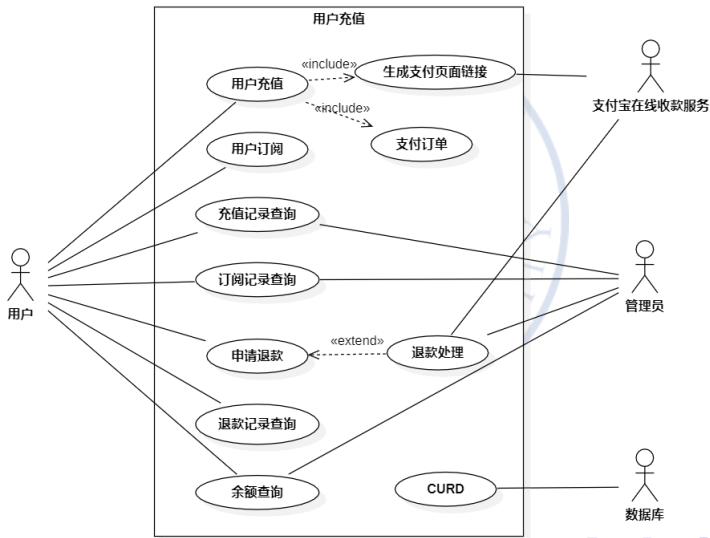 用户充值
«include»
用户充值
生成支付页面链接
支付宝在线收款服务
«include»
用户订阅
支付订单
充值记录查询
订阅记录查询
管理员
用户
«extend»
申请退款
退款处理
退款记录查询
余额查询
CURD
数据库